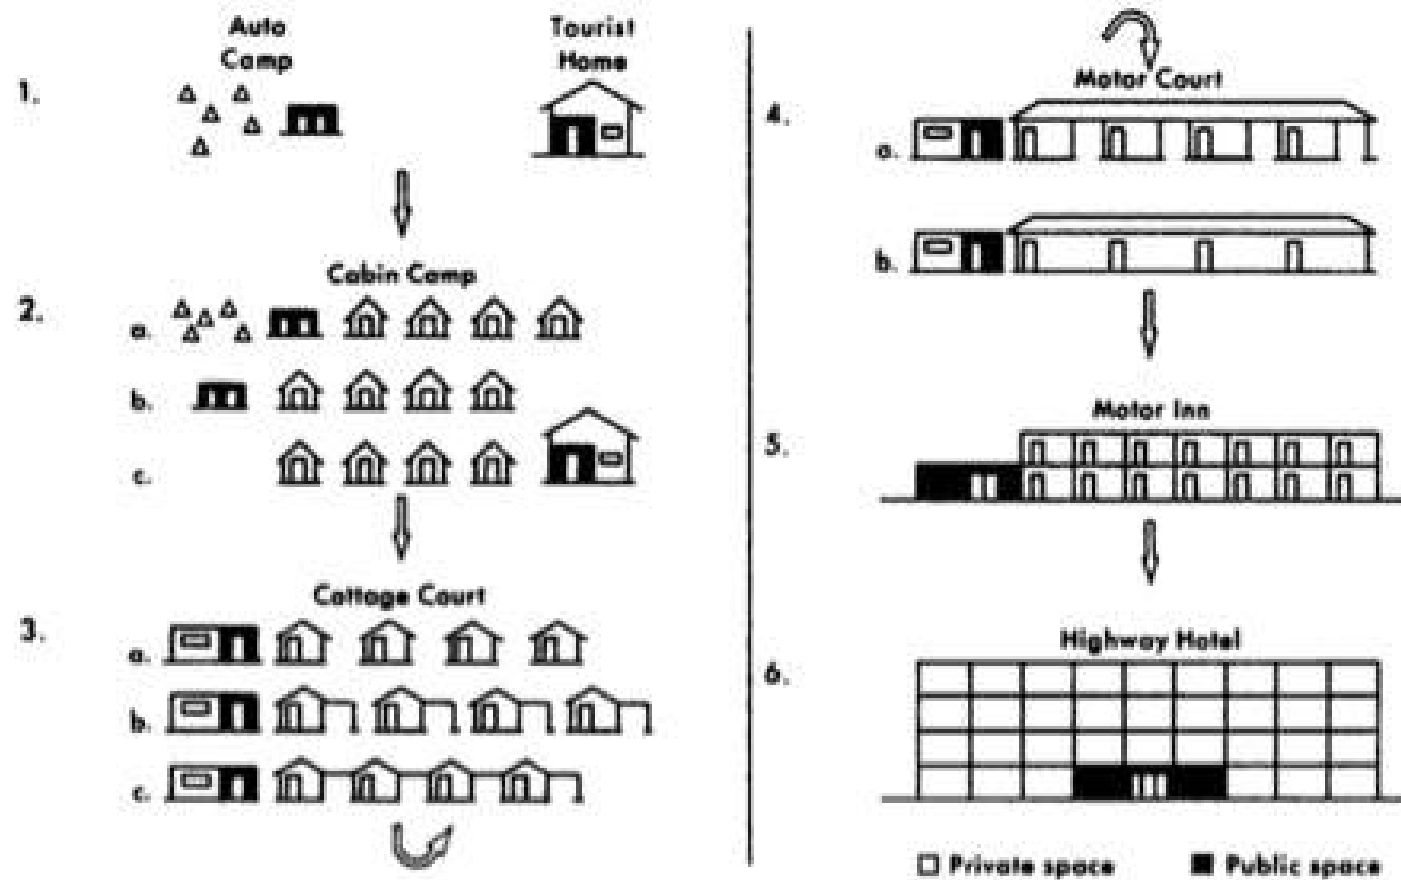 Auto
Camp
Tourist
Home
1.
Cabin Camp
2.
a.
b.
c.
Cottage Court
3.
a.
b.
c.
Motor Court
4.
a.
b.
Motor Inn
5.
Highway Hotel
6.
Private space
Public space